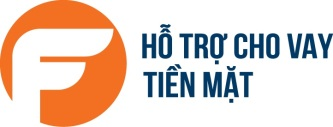 F
HỖ TRỢ CHO VAY
TIỀN MẶT